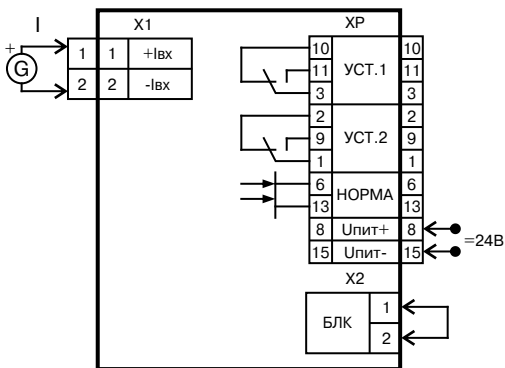 I X1 XP
+ G 1 1 +Iвх
2 2 -Iвх
10 УСТ.1 10
11 11
3 3
2 УСТ.2 2
9 9
1 1
6 НОРМА 6
13 13
8 Uпит+ 8
15 Uпит- 15
=24В
X2
БЛК 1
2